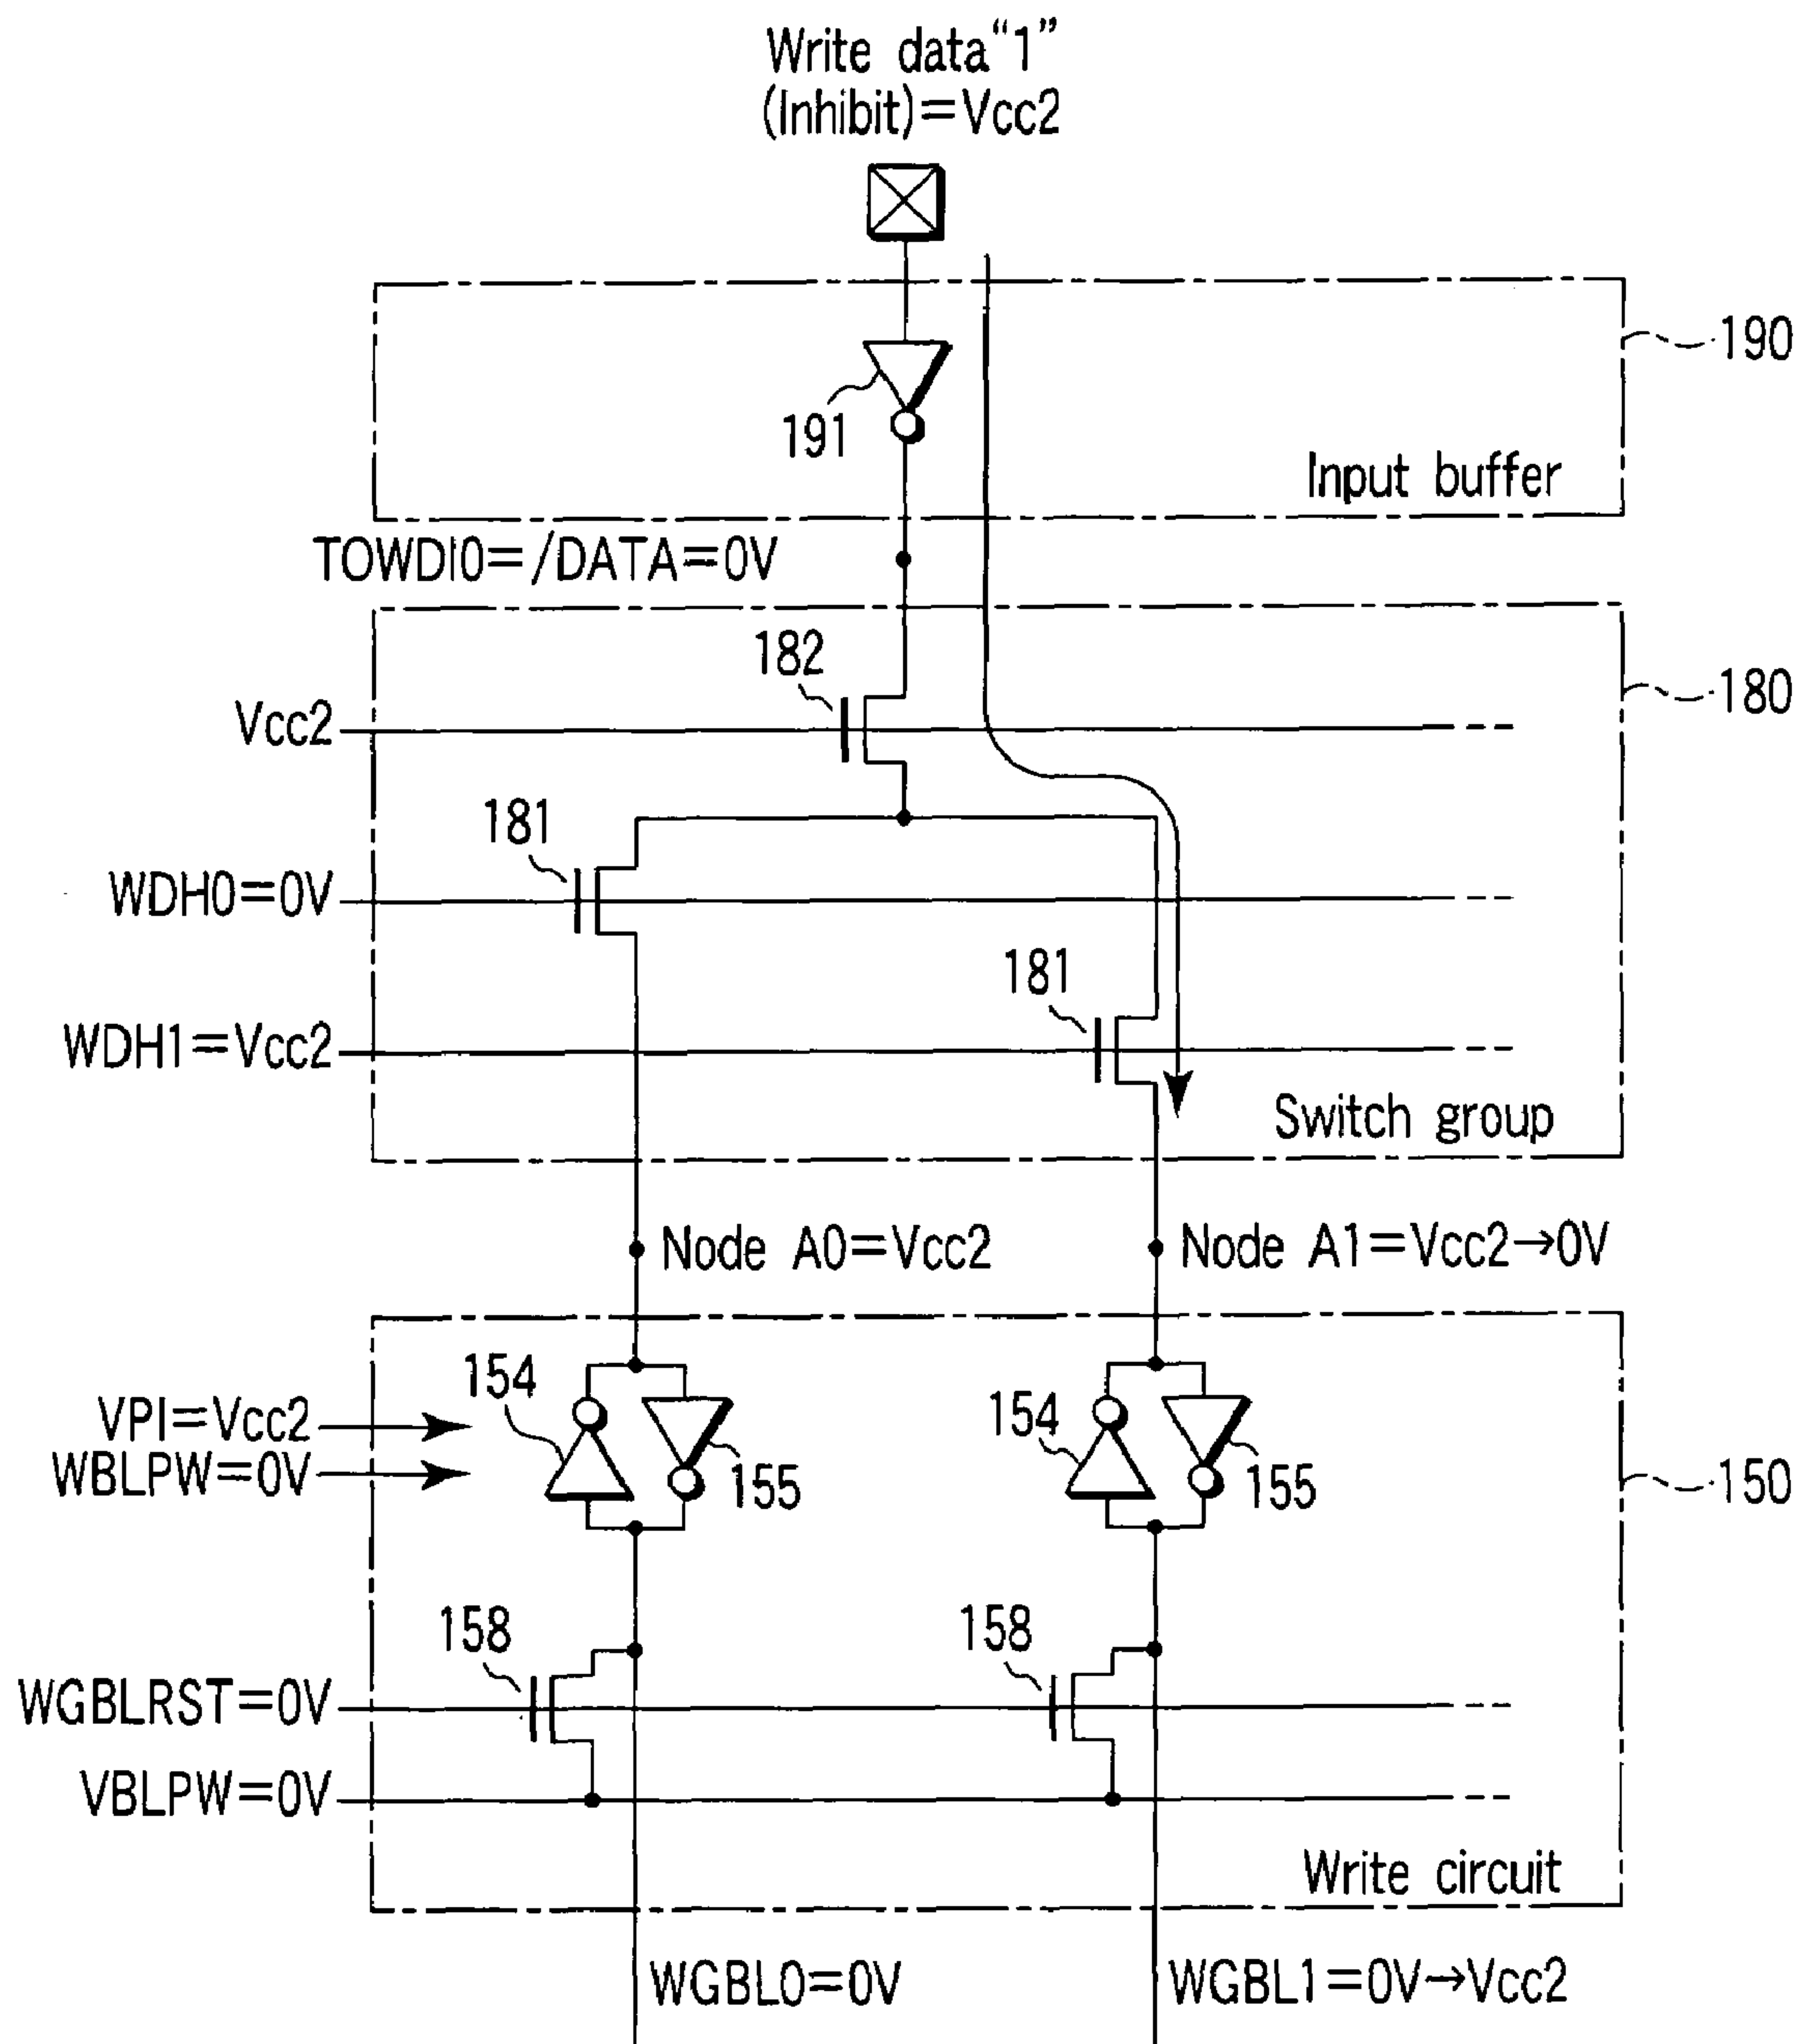 Write data“1”
(Inhibit)=Vcc2
190
191
Input buffer
TOWDI0=/DATA=0V
182
180
Vcc2
181
WDH0=0V
181
WDH1=Vcc2
Switch group
Node A0=Vcc2
Node A1=Vcc2→0V
154
154
VPI=Vcc2
WBLPW=0V
155
155
150
158
158
WGBLRST=0V
VBLPW=0V
Write circuit
WGBL0=0V
WGBL1=0V→Vcc2